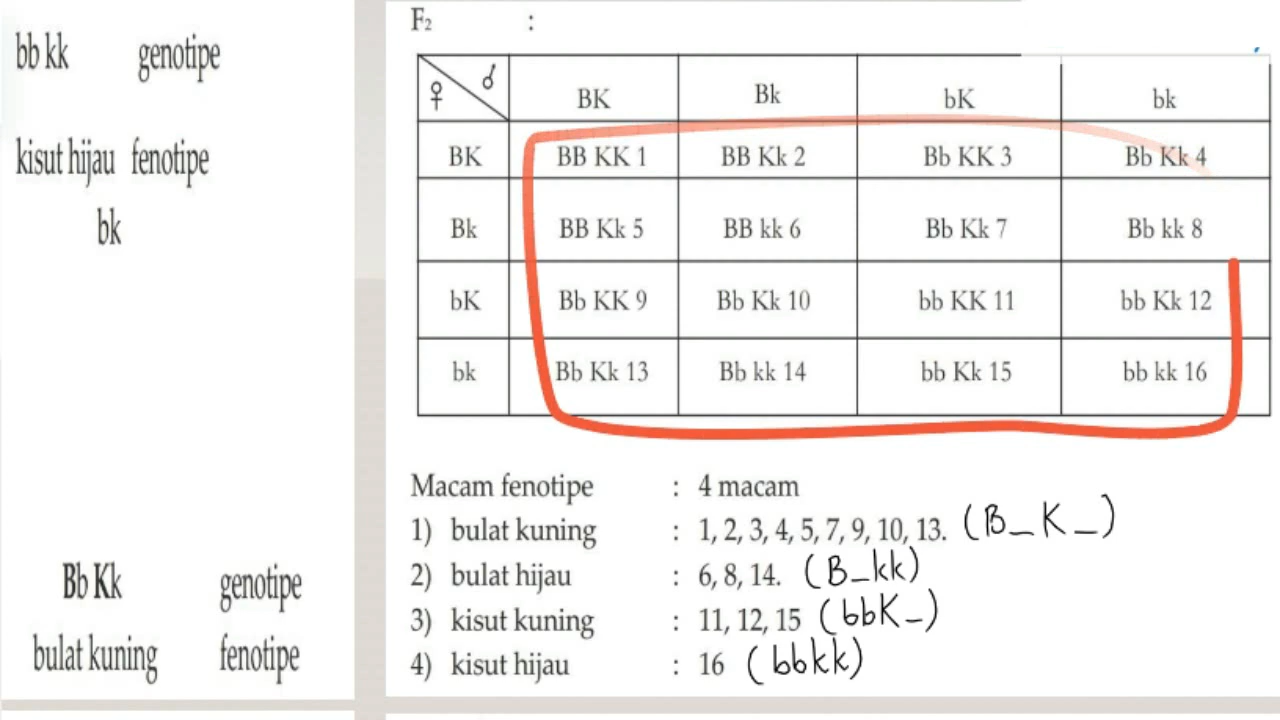 bb kk genotipe
kisut hijau fenotipe
bk
Bb Kk genotipe
bulat kuning fenotipe
F2 :
♀ ♂ BK Bk bK bk
BK BB KK 1 BB Kk 2 Bb KK 3 Bb Kk 4
Bk BB Kk 5 BB kk 6 Bb Kk 7 Bb kk 8
bK Bb KK 9 Bb Kk 10 bb KK 11 bb Kk 12
bk Bb Kk 13 Bb kk 14 bb Kk 15 bb kk 16
Macam fenotipe : 4 macam
1) bulat kuning : 1, 2, 3, 4, 5, 7, 9, 10, 13. (B_K_)
2) bulat hijau : 6, 8, 14. (B_kk)
3) kisut kuning : 11, 12, 15 (bbK_)
4) kisut hijau : 16 (bbkk)